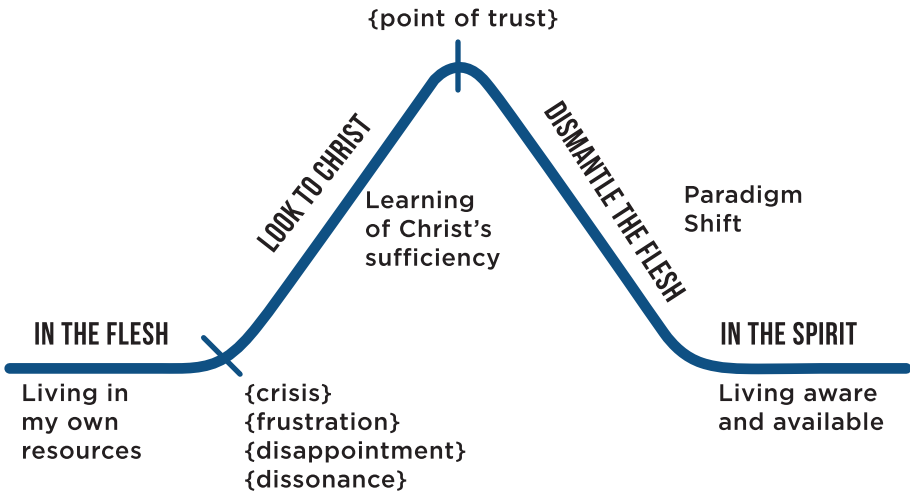 {point of trust}
LOOK TO CHRIST
DISMANTLE THE FLESH
Learning
of Christ's
sufficiency
Paradigm
Shift
IN THE FLESH
Living in
my own
resources
{crisis}
{frustration}
{disappointment}
{dissonance}
IN THE SPIRIT
Living aware
and available